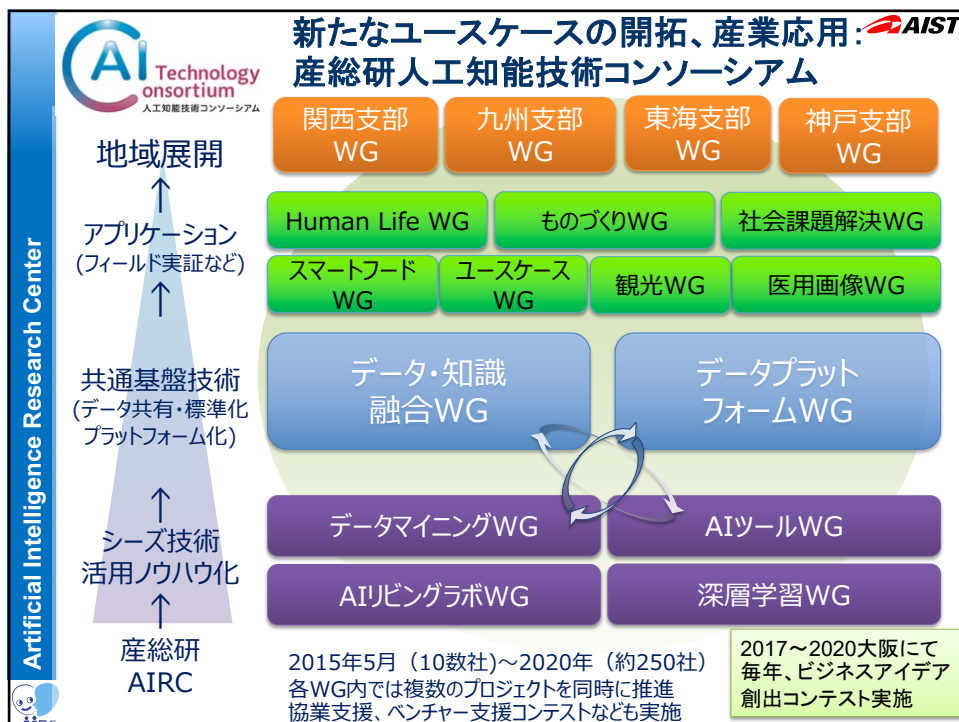 新たなユースケースの開拓、産業応用:
産総研人工知能技術コンソーシアム
AIST
AI Technology
Consortium
人工知能技術コンソーシアム
Artificial Intelligence Research Center
地域展開
↑
アプリケーション
(フィールド実証など)
↑
共通基盤技術
(データ共有・標準化
プラットフォーム化)
↑
シーズ技術
活用ノウハウ化
↑
産総研
AIRC
関西支部
WG
九州支部
WG
東海支部
WG
神戸支部
WG
Human Life WG
ものづくりWG
社会課題解決WG
スマートフード
WG
ユースケース
WG
観光WG
医用画像WG
データ・知識
融合WG
データプラット
フォームWG
データマイニングWG
AIツールWG
AIリビングラボWG
深層学習WG
2015年5月（10数社)～2020年（約250社）
各WG内では複数のプロジェクトを同時に推進
協業支援、ベンチャー支援コンテストなども実施
2017～2020大阪にて
毎年、ビジネスアイデア
創出コンテスト実施